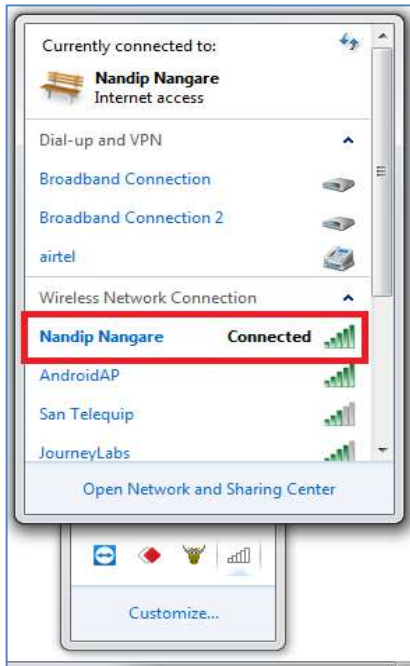 Currently connected to:
Nandip Nangare
Internet access
Dial-up and VPN
Broadband Connection
Broadband Connection 2
airtel
Wireless Network Connection
Nandip Nangare Connected
AndroidAP
San Telequip
JourneyLabs
Open Network and Sharing Center
Customize...